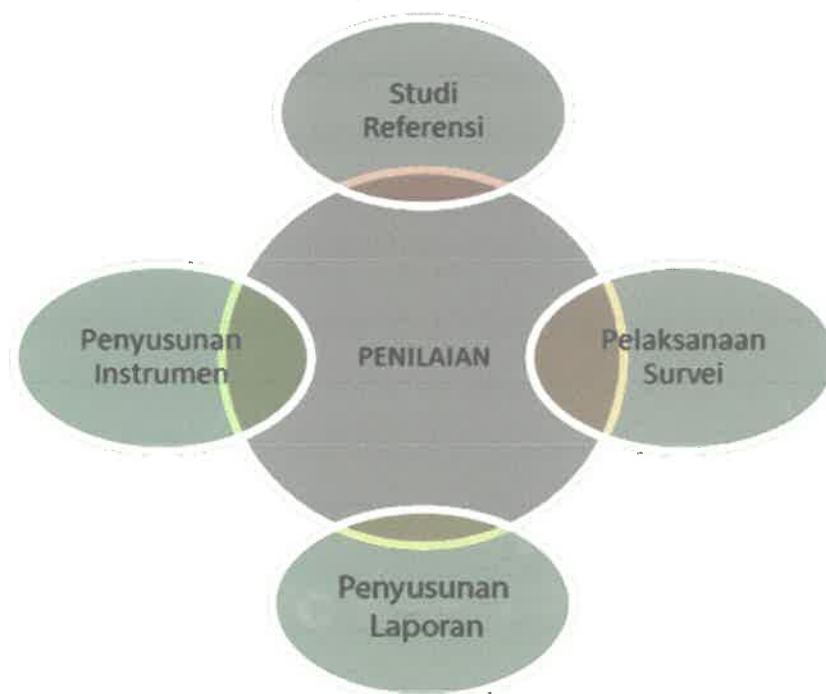 Studi
Referensi
Penyusunan
Instrumen
PENILAIAN
Pelaksanaan
Survei
Penyusunan
Laporan